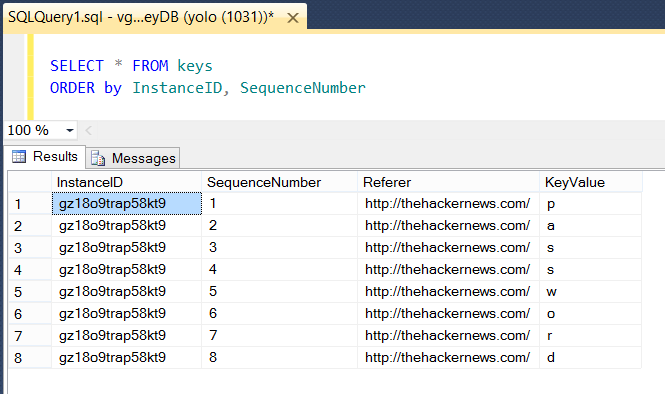 SQLQuery1.sql - vg...eyDB (yolo (1031))* ✕
SELECT * FROM keys
ORDER by InstanceID, SequenceNumber
100 %
Results Messages
InstanceID SequenceNumber Referer KeyValue
1 gz18o9trap58kt9 1 http://thehackernews.com/ p
2 gz18o9trap58kt9 2 http://thehackernews.com/ a
3 gz18o9trap58kt9 3 http://thehackernews.com/ s
4 gz18o9trap58kt9 4 http://thehackernews.com/ s
5 gz18o9trap58kt9 5 http://thehackernews.com/ w
6 gz18o9trap58kt9 6 http://thehackernews.com/ o
7 gz18o9trap58kt9 7 http://thehackernews.com/ r
8 gz18o9trap58kt9 8 http://thehackernews.com/ d